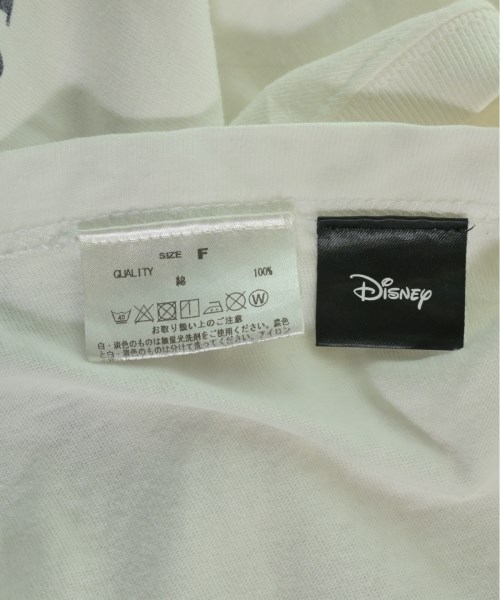 SIZE F
QUALITY
綿 100%
40 W
お取り扱い上のご注意
白・淡色のものは無蛍光洗剤をご使用ください。濃色
と白・淡色のものは分けて洗ってください。アイロン
Disney